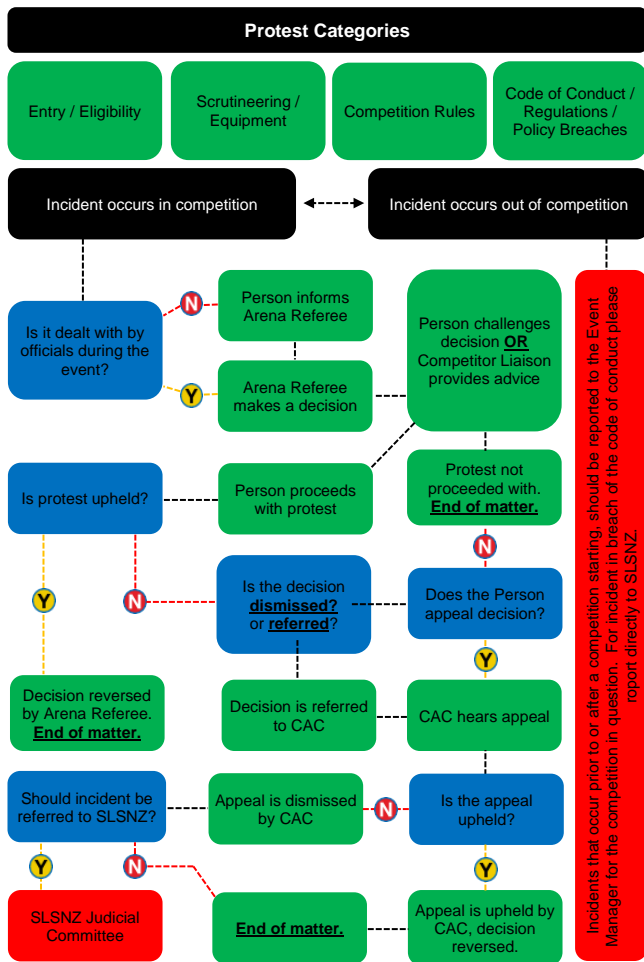 Protest Categories
Entry / Eligibility
Scrutineering /
Equipment
Competition Rules
Code of Conduct /
Regulations /
Policy Breaches
Incident occurs in competition
Incident occurs out of competition
Is it dealt with by
officials during the
event?
N
Person informs
Arena Referee
Y
Arena Referee
makes a decision
Person challenges
decision OR
Competitor Liaison
provides advice
Is protest upheld?
Person proceeds
with protest
Protest not
proceeded with.
End of matter.
N
Y
N
Is the decision
dismissed?
or referred?
Does the Person
appeal decision?
Y
Decision reversed
by Arena Referee.
End of matter.
Decision is referred
to CAC
CAC hears appeal
Should incident be
referred to SLSNZ?
Appeal is dismissed
by CAC
N
Is the appeal
upheld?
Y
N
Y
SLSNZ Judicial
Committee
End of matter.
Appeal is upheld by
CAC, decision
reversed.
Incidents that occur prior to or after a competition starting, should be reported to the Event
Manager for the competition in question. For incident in breach of the code of conduct please
report directly to SLSNZ.